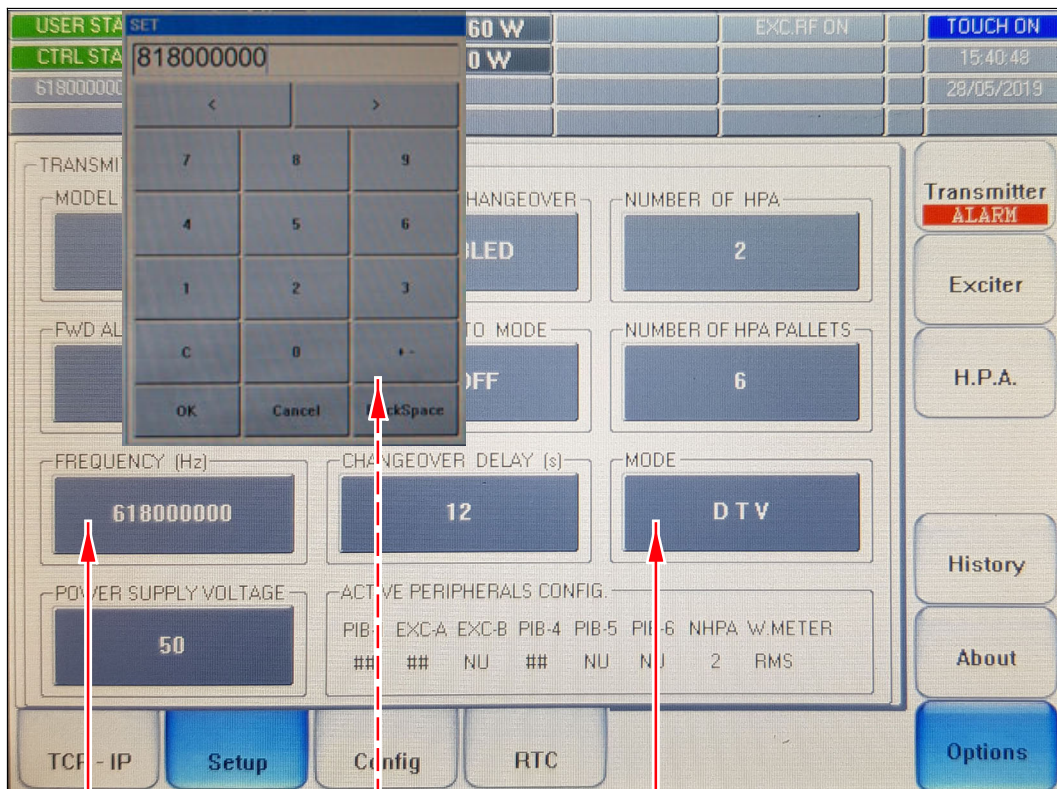 USER STA
60 W
EXC.RF ON
TOUCH ON
CTRL STA
0 W
15:40:48
61800000
28/05/2019
SET
818000000
< >
7 8 9
4 5 6
1 2 3
C 0 + -
OK Cancel ckSpace
TRANSMI
MODEL
HANGEOVER
BLED
NUMBER OF HPA
2
FWD AL
TO MODE
OFF
NUMBER OF HPA PALLETS
6
FREQUENCY (Hz)
618000000
CHANGEOVER DELAY (s)
12
MODE
DTV
POWER SUPPLY VOLTAGE
50
ACTIVE PERIPHERALS CONFIG.
EXC-A EXC-B PIB-4 PIB-5 PIB-6 NHPA W.METER
## ## NU ## NU NU 2 RMS
Transmitter
ALARM
Exciter
H.P.A.
History
About
Options
TCP - IP
Setup
Config
RTC